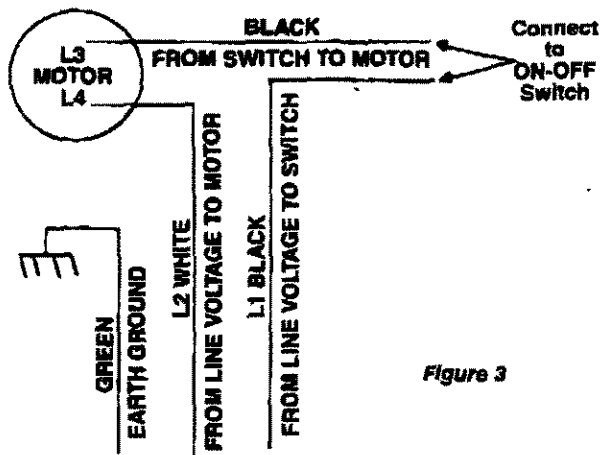 BLACK
FROM SWITCH TO MOTOR
Connect
to
ON-OFF
Switch
L3
MOTOR
L4
GREEN
EARTH GROUND
L2 WHITE
FROM LINE VOLTAGE TO MOTOR
L1 BLACK
FROM LINE VOLTAGE TO SWITCH
Figure 3